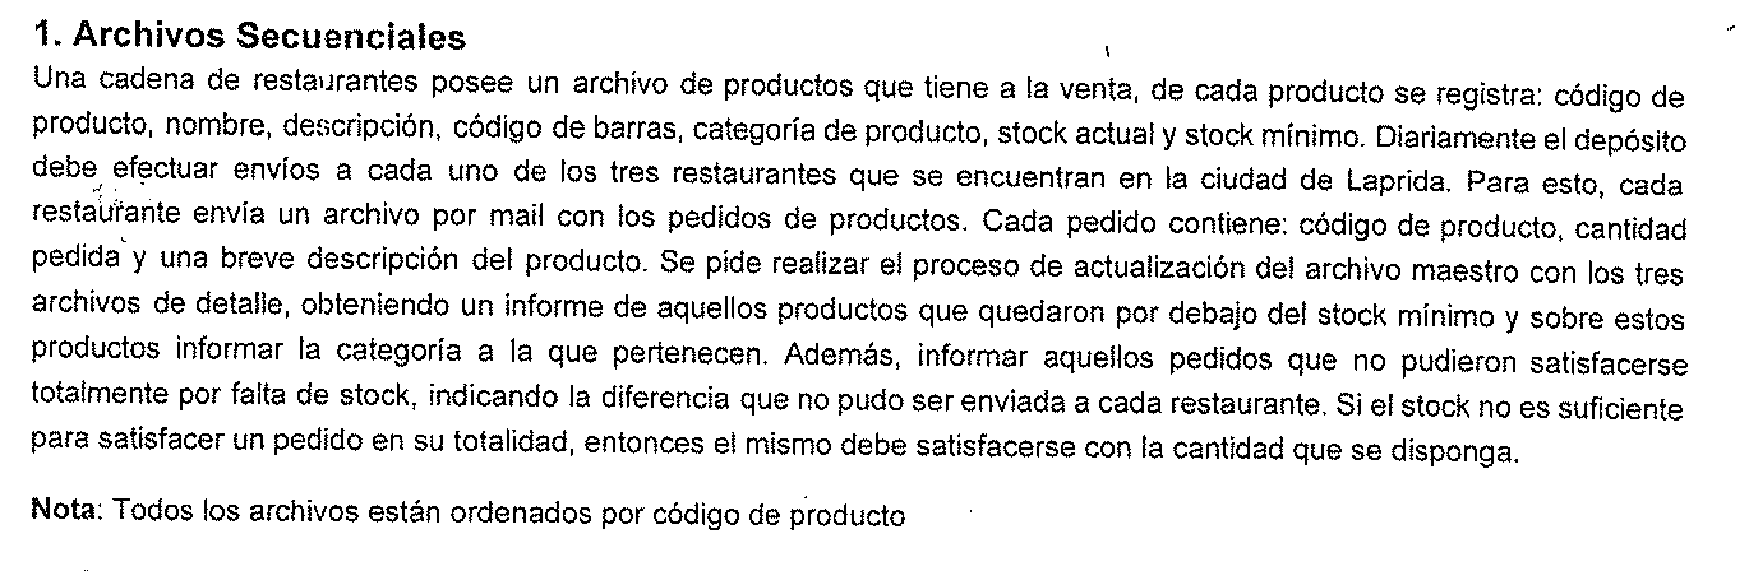 1. Archivos Secuenciales
Una cadena de restaurantes posee un archivo de productos que tiene a la venta, de cada producto se registra: código de
producto, nombre, descripción, código de barras, categoría de producto, stock actual y stock mínimo. Diariamente el depósito
debe efectuar envíos a cada uno de los tres restaurantes que se encuentran en la ciudad de Laprida. Para esto, cada
restaurante envía un archivo por mail con los pedidos de productos. Cada pedido contiene: código de producto, cantidad
pedida y una breve descripción del producto. Se pide realizar el proceso de actualización del archivo maestro con los tres
archivos de detalle, obteniendo un informe de aquellos productos que quedaron por debajo del stock mínimo y sobre estos
productos informar la categoría a la que pertenecen. Además, informar aquellos pedidos que no pudieron satisfacerse
totalmente por falta de stock, indicando la diferencia que no pudo ser enviada a cada restaurante. Si el stock no es suficiente
para satisfacer un pedido en su totalidad, entonces el mismo debe satisfacerse con la cantidad que se disponga.
Nota: Todos los archivos están ordenados por código de producto